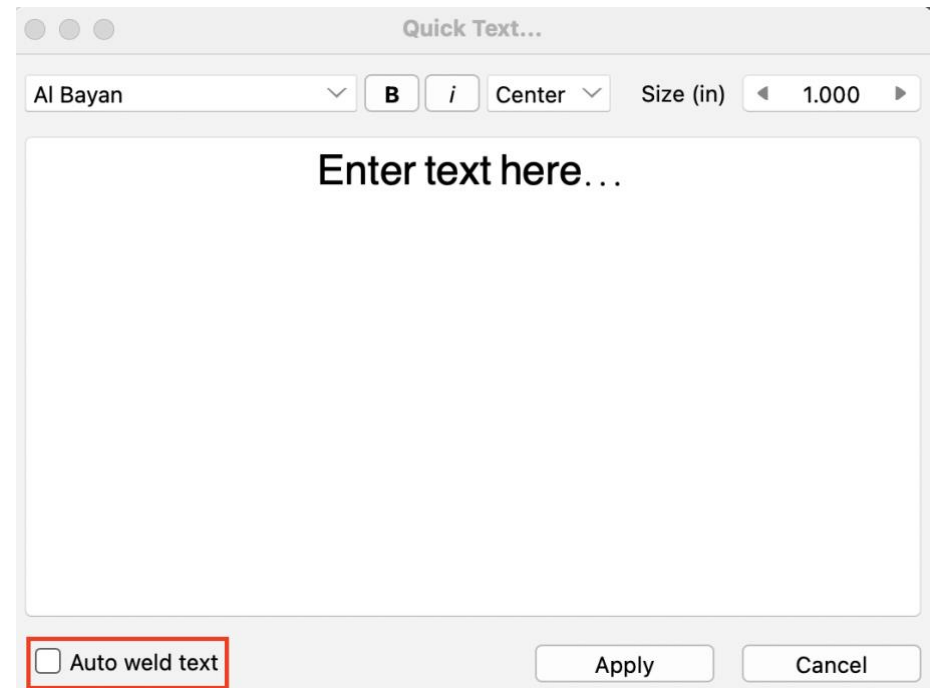 Quick Text...
Al Bayan B i Center Size (in) 1.000
Enter text here...
Auto weld text Apply Cancel